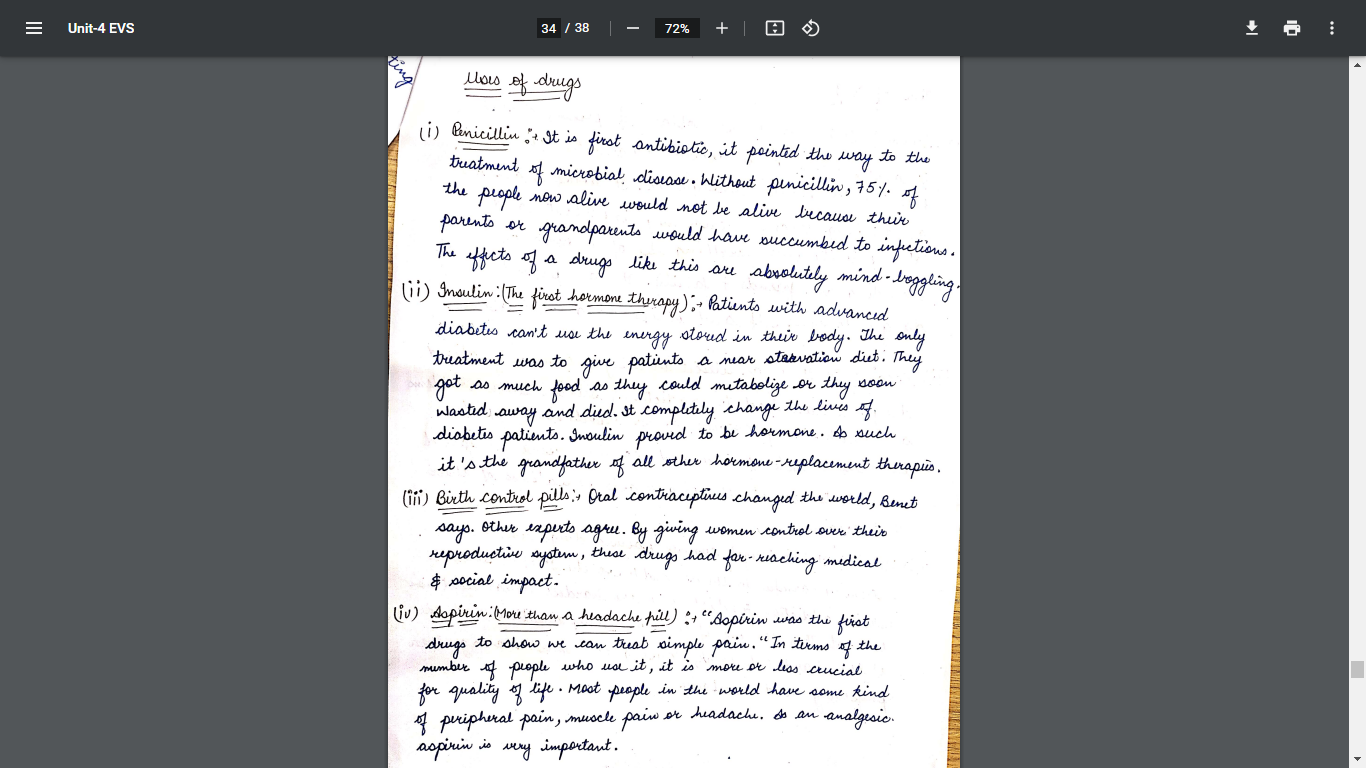 Unit-4 EVS
34 / 38
72%
ting
Uses of drugs
(i) Penicillin :→ It is first antibiotic, it pointed the way to the
treatment of microbial disease. Without penicillin, 75% of
the people now alive would not be alive because their
parents or grandparents would have succumbed to infections.
The effects of a drugs like this are absolutely mind-boggling.
(ii) Insulin: (The first hormone therapy) :→ Patients with advanced
diabetes can't use the energy stored in their body. The only
treatment was to give patients a near starvation diet. They
got as much food as they could metabolize or they soon
wasted away and died. It completely change the lives of
diabetes patients. Insulin proved to be hormone. As such
it's the grandfather of all other hormone-replacement therapies.
(iii) Birth control pills :→ Oral contraceptives changed the world, Benet
says. Other experts agree. By giving women control over their
reproductive system, these drugs had far-reaching medical
& social impact.
(iv) Aspirin: (More than a headache pill) :→ "Aspirin was the first
drugs to show we can treat simple pain. "In terms of the
number of people who use it, it is more or less crucial
for quality of life. Most people in the world have some kind
of peripheral pain, muscle pain or headache. As an analgesic.
aspirin is very important.